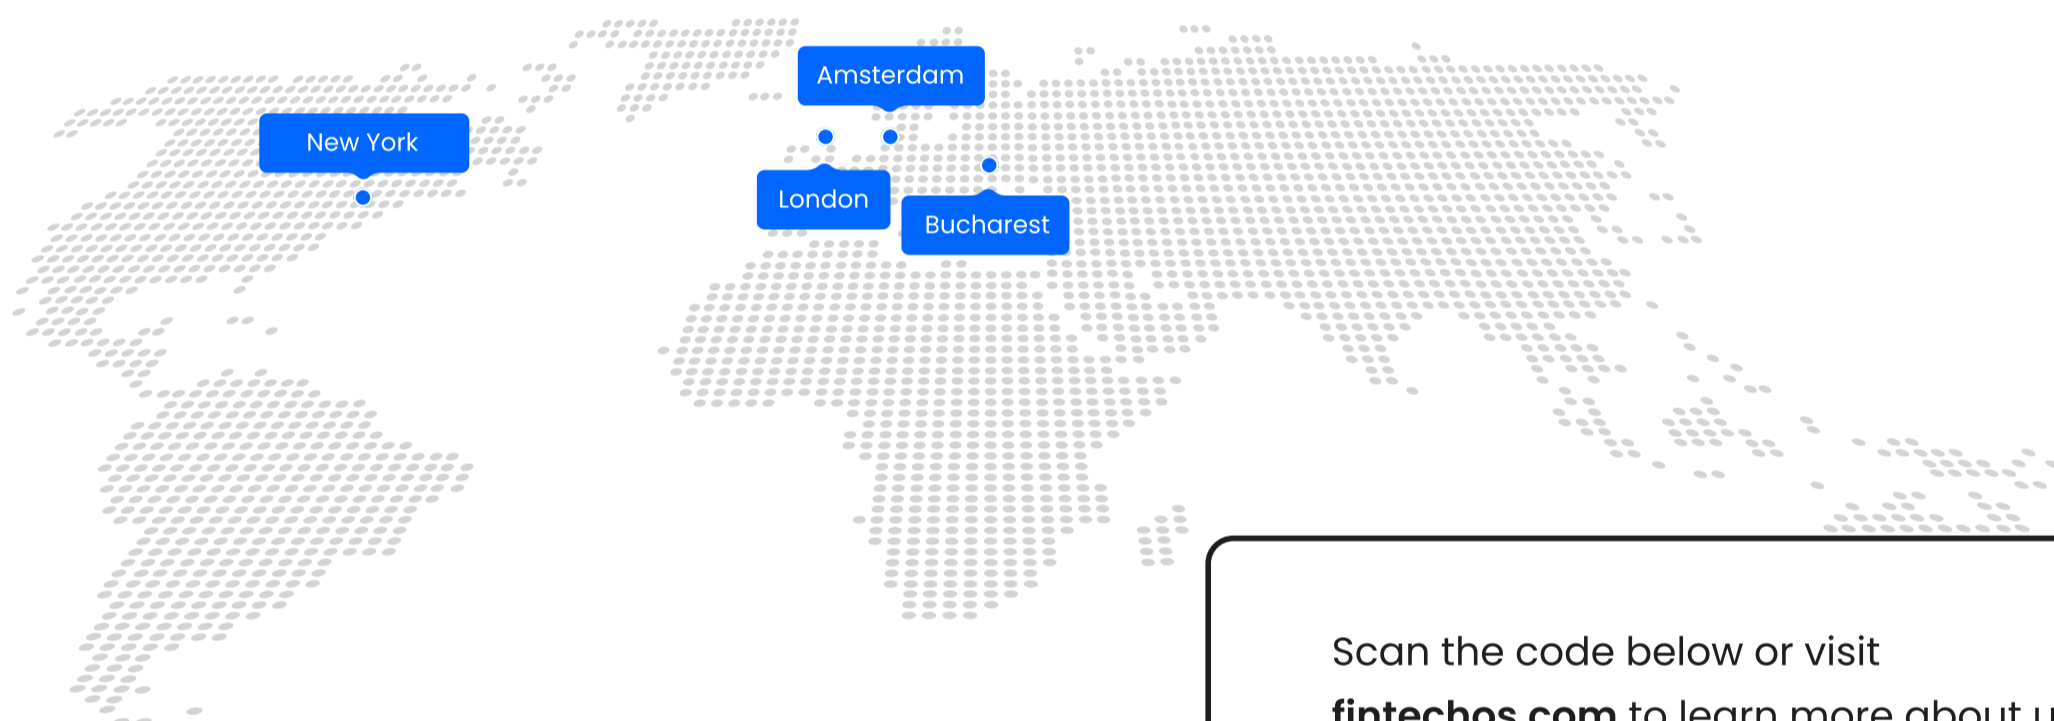 Amsterdam
New York
London
Bucharest
Scan the code below or visit
fintechos.com to learn more about